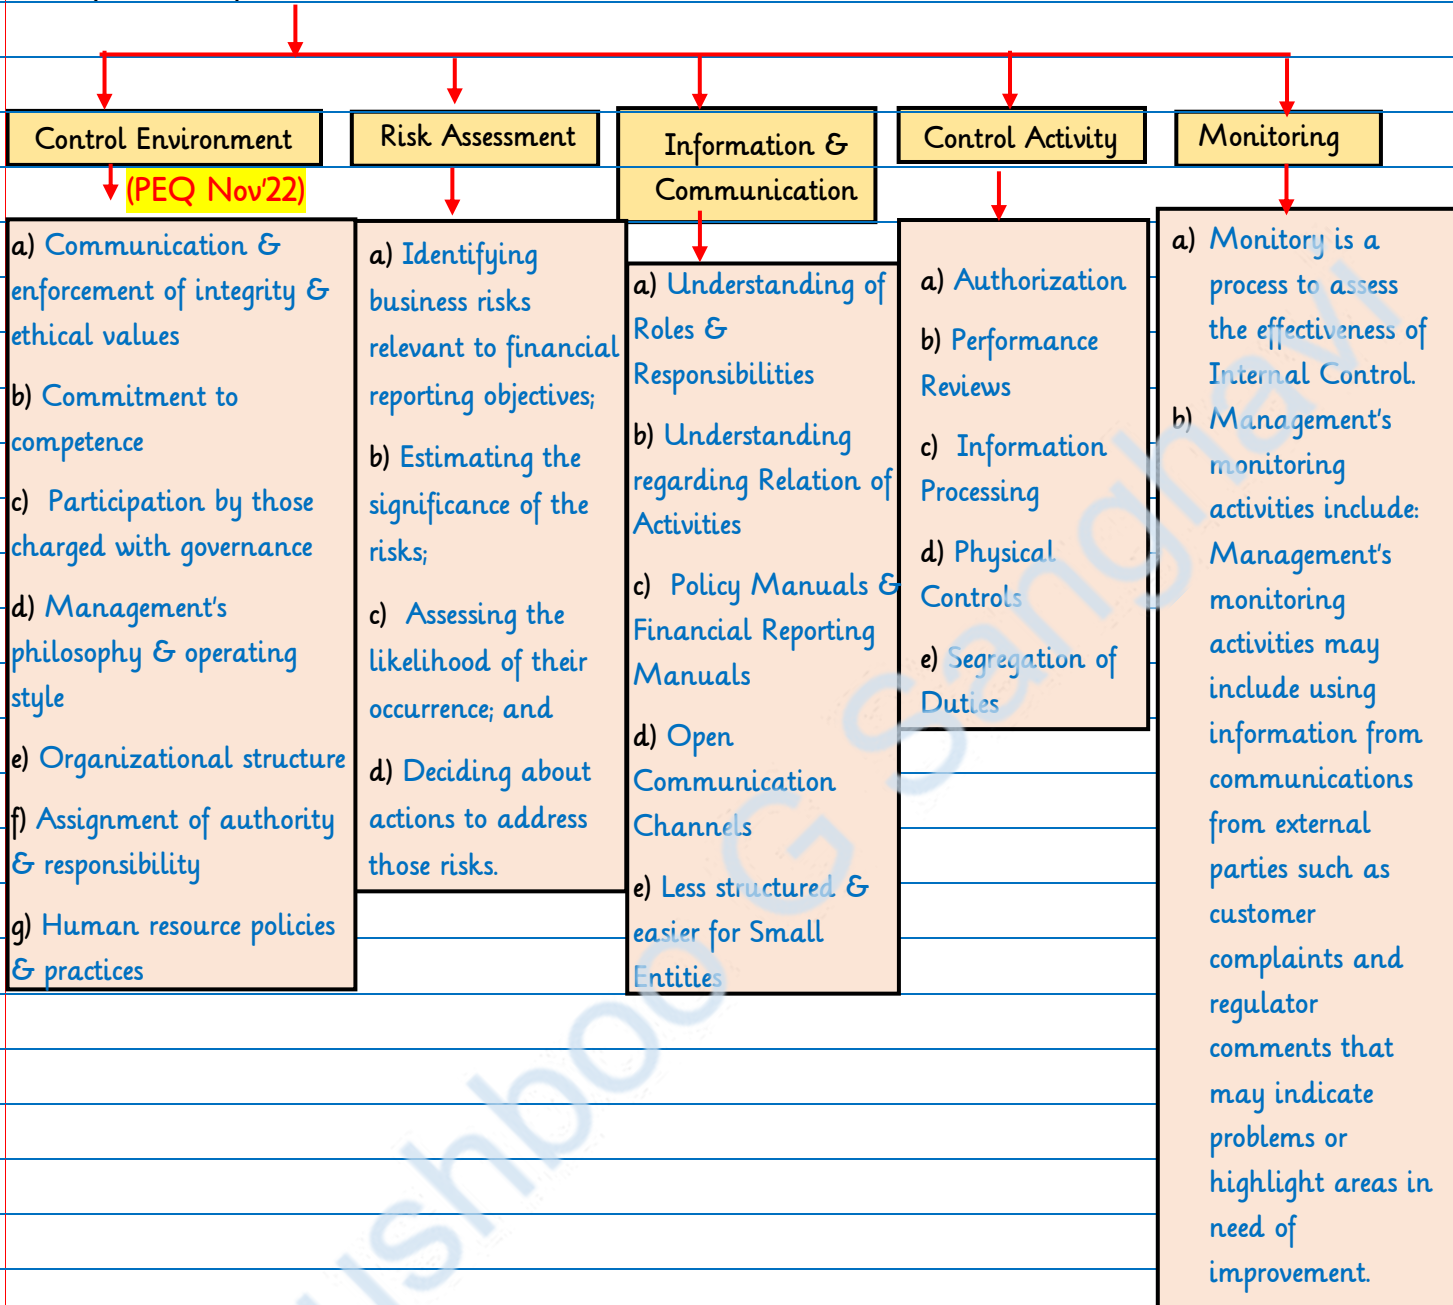 Control Environment
(PEQ Nov'22)
a) Communication &
enforcement of integrity &
ethical values
b) Commitment to
competence
c) Participation by those
charged with governance
d) Management's
philosophy & operating
style
e) Organizational structure
f) Assignment of authority
& responsibility
g) Human resource policies
& practices
Risk Assessment
a) Identifying
business risks
relevant to financial
reporting objectives;
b) Estimating the
significance of the
risks;
c) Assessing the
likelihood of their
occurrence; and
d) Deciding about
actions to address
those risks.
Information &
Communication
a) Understanding of
Roles &
Responsibilities
b) Understanding
regarding Relation of
Activities
c) Policy Manuals &
Financial Reporting
Manuals
d) Open
Communication
Channels
e) Less structured &
easier for Small
Entities
Control Activity
a) Authorization
b) Performance
Reviews
c) Information
Processing
d) Physical
Controls
e) Segregation of
Duties
Monitoring
a) Monitory is a
process to assess
the effectiveness of
Internal Control.
b) Management's
monitoring
activities include:
Management's
monitoring
activities may
include using
information from
communications
from external
parties such as
customer
complaints and
regulator
comments that
may indicate
problems or
highlight areas in
need of
improvement.
ushboo G Sanghavi